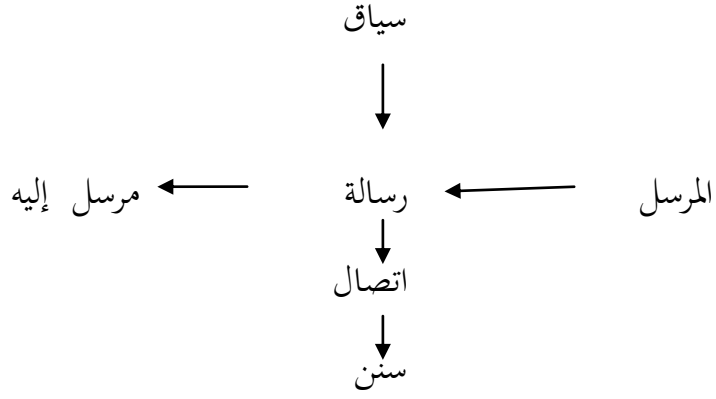 سياق
المرسل رسالة مرسل إليه
اتصال
سنن